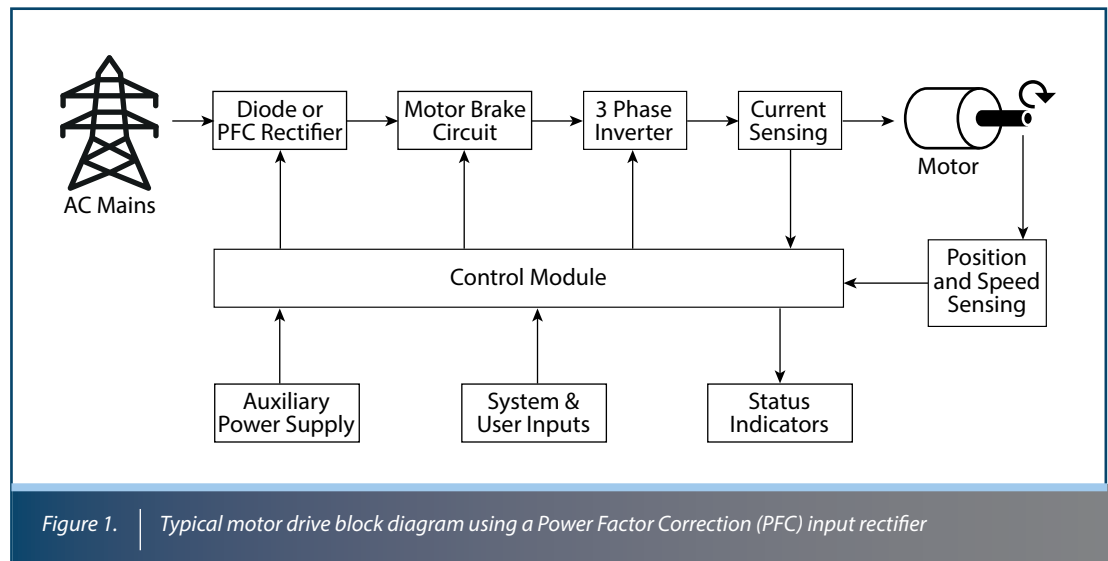 Diode or
PFC Rectifier
Motor Brake
Circuit
3 Phase
Inverter
Current
Sensing
Motor
AC Mains
Control Module
Position
and Speed
Sensing
Auxiliary
Power Supply
System &
User Inputs
Status
Indicators
Figure 1. Typical motor drive block diagram using a Power Factor Correction (PFC) input rectifier